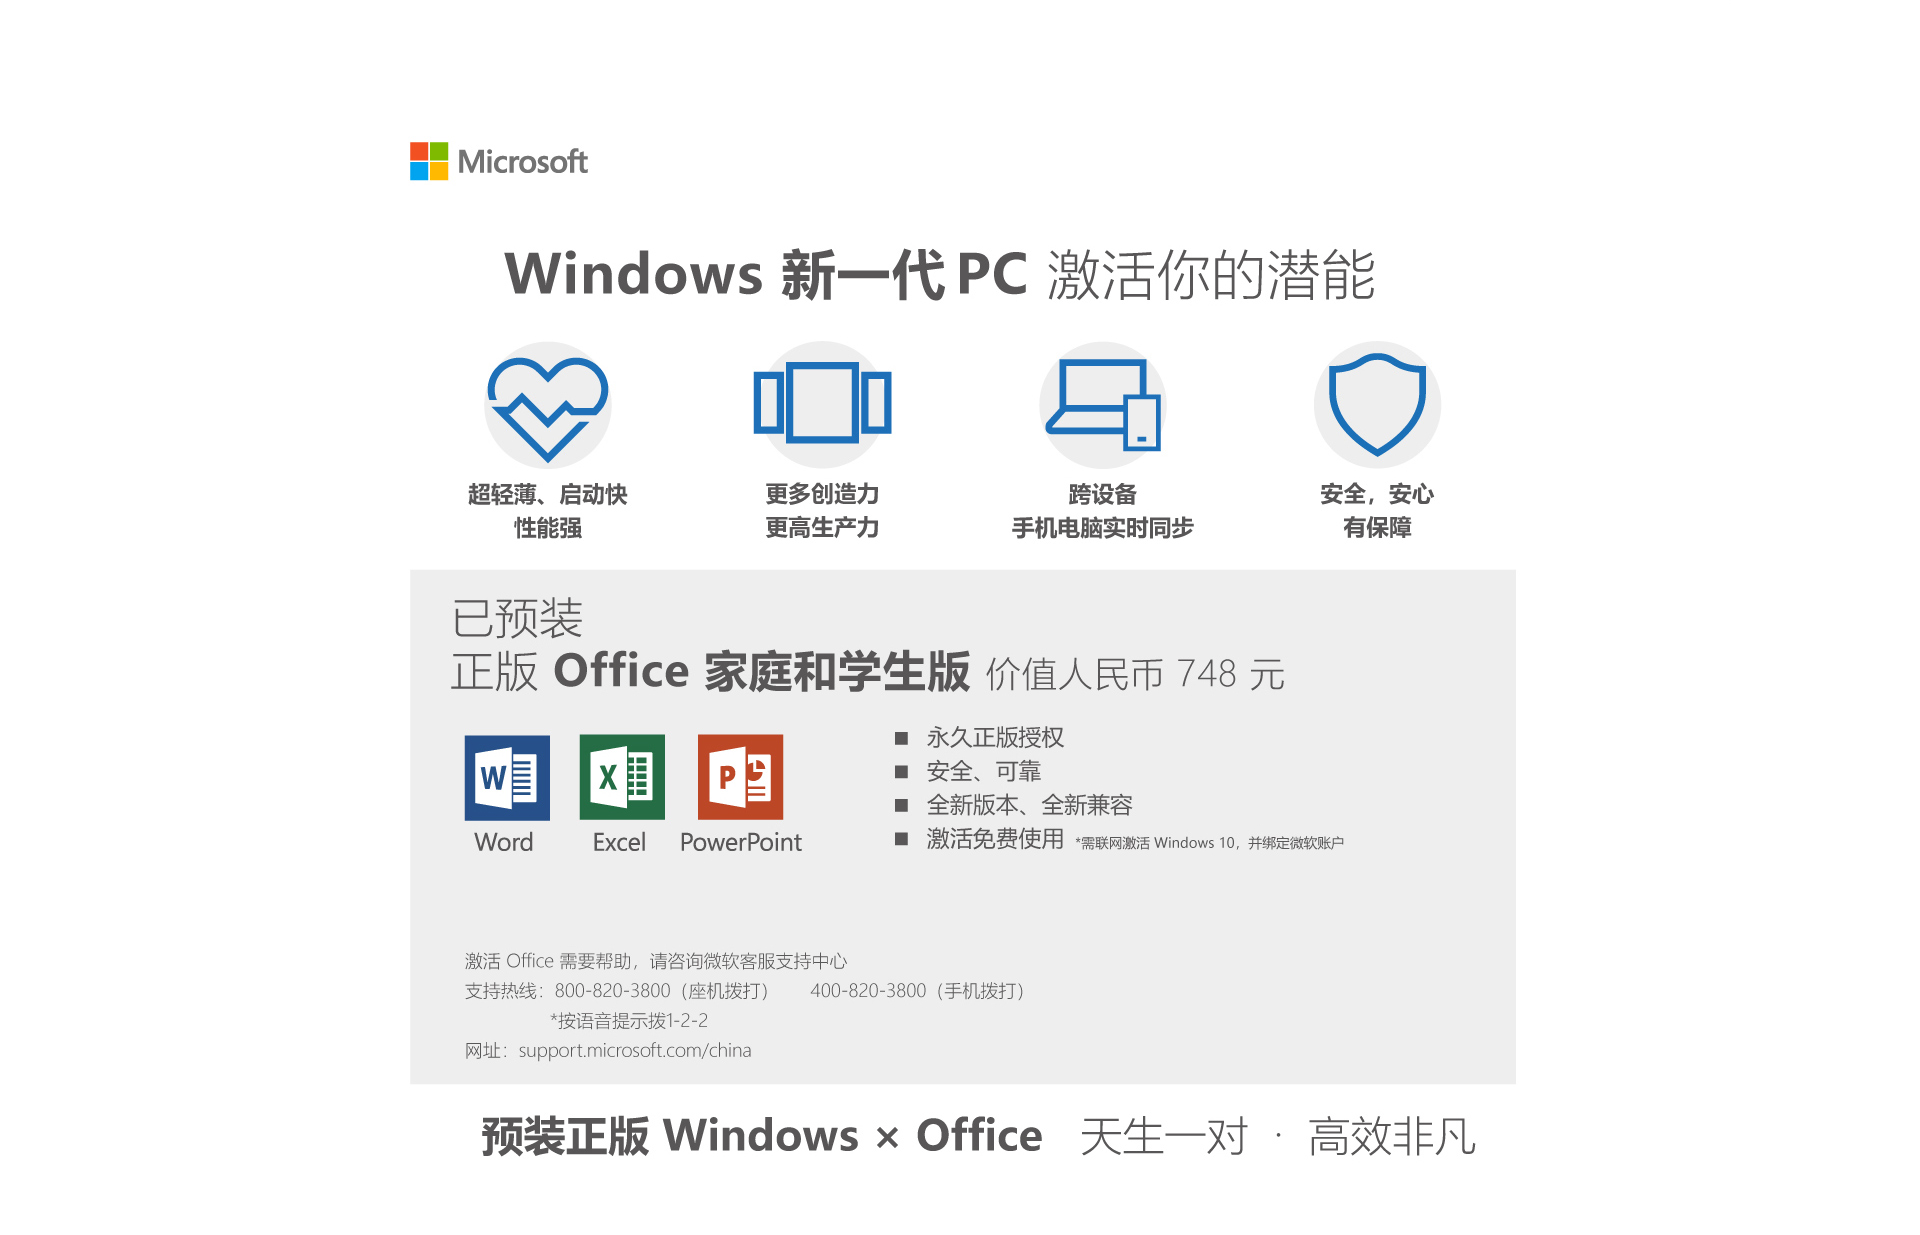 Microsoft
Windows 新一代 PC 激活你的潜能
超轻薄、启动快
性能强
更多创造力
更高生产力
跨设备
手机电脑实时同步
安全，安心
有保障
已预装
正版 Office 家庭和学生版 价值人民币 748 元
Word
Excel
PowerPoint
■ 永久正版授权
■ 安全、可靠
■ 全新版本、全新兼容
■ 激活免费使用 *需联网激活 Windows 10，并绑定微软账户
激活 Office 需要帮助，请咨询微软客服支持中心
支持热线：800-820-3800（座机拨打） 400-820-3800（手机拨打）
*按语音提示拨1-2-2
网址：support.microsoft.com/china
预装正版 Windows × Office 天生一对 · 高效非凡